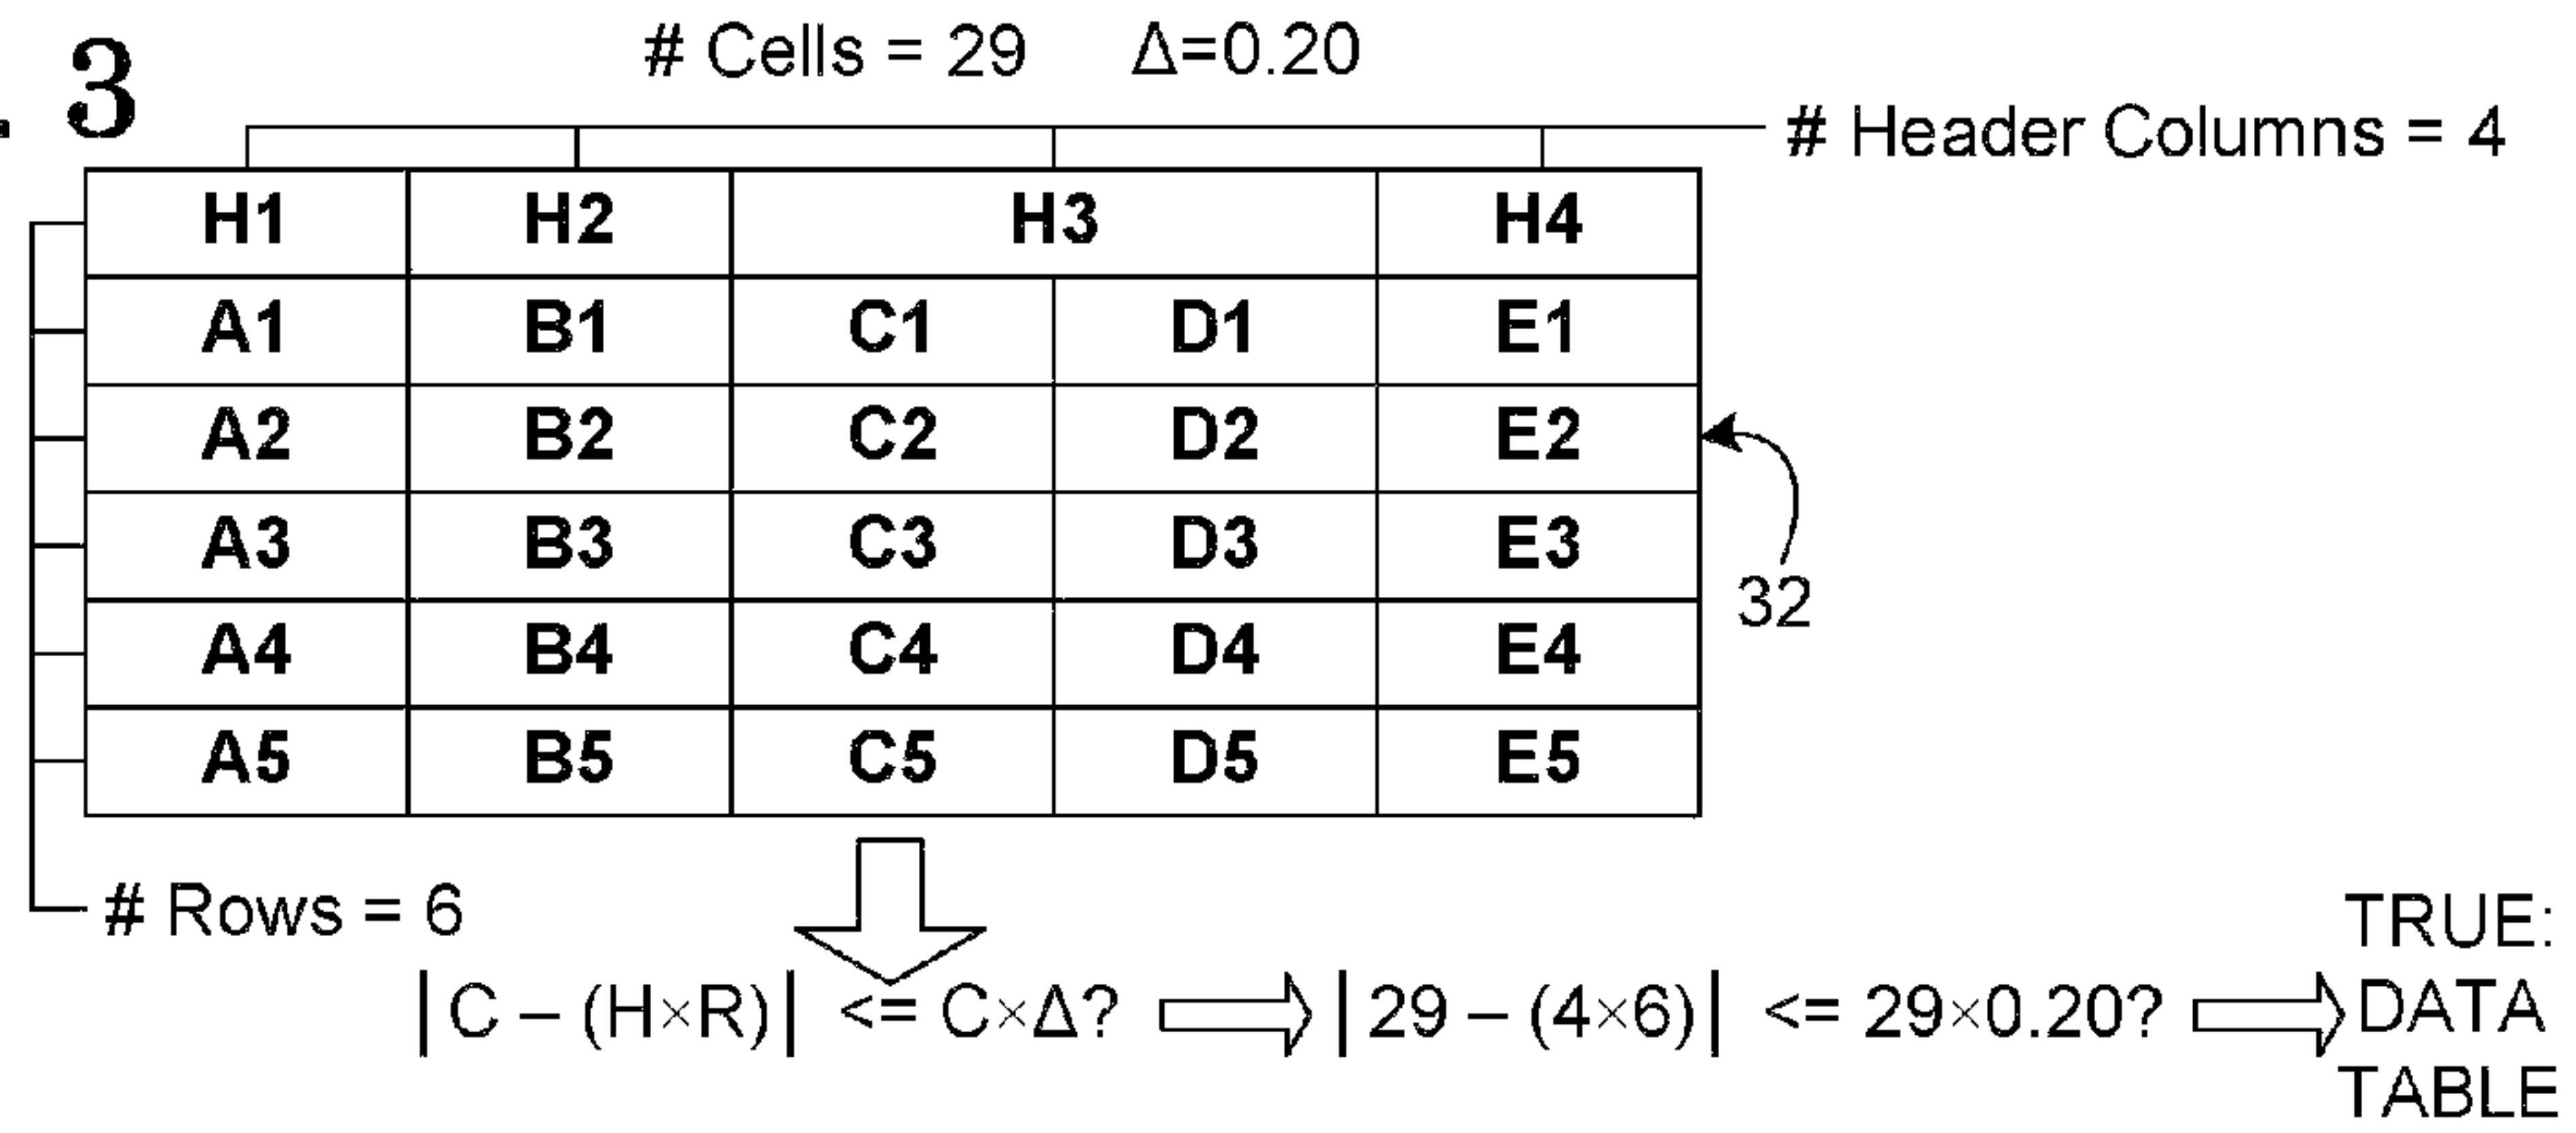 . 3
# Cells = 29 Δ=0.20
# Header Columns = 4
H1 H2 H3 H4
A1 B1 C1 D1 E1
A2 B2 C2 D2 E2
A3 B3 C3 D3 E3
32
A4 B4 C4 D4 E4
A5 B5 C5 D5 E5
# Rows = 6
|C – (H×R)| <= C×Δ? |29 – (4×6)| <= 29×0.20?
TRUE:
DATA
TABLE